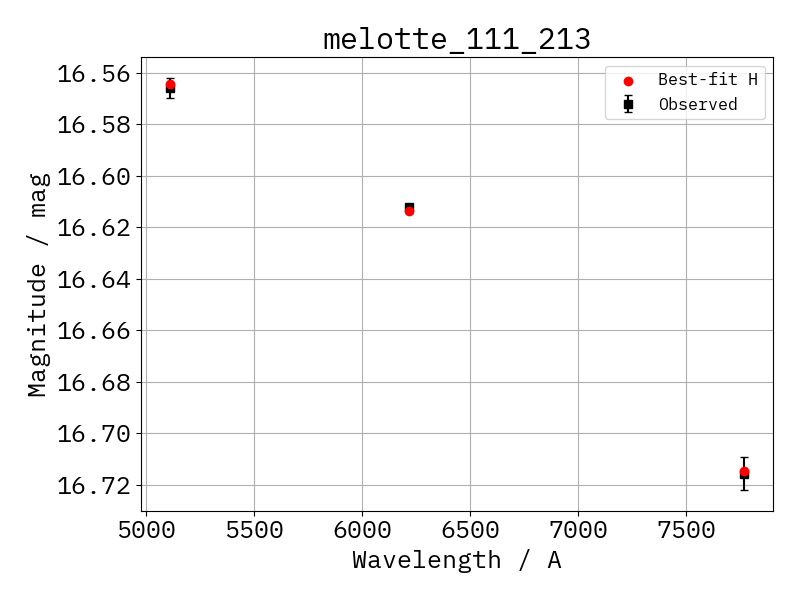 melotte_111_213
Best-fit H
Observed
Magnitude / mag
16.56
16.58
16.60
16.62
16.64
16.66
16.68
16.70
16.72
5000 5500 6000 6500 7000 7500
Wavelength / A